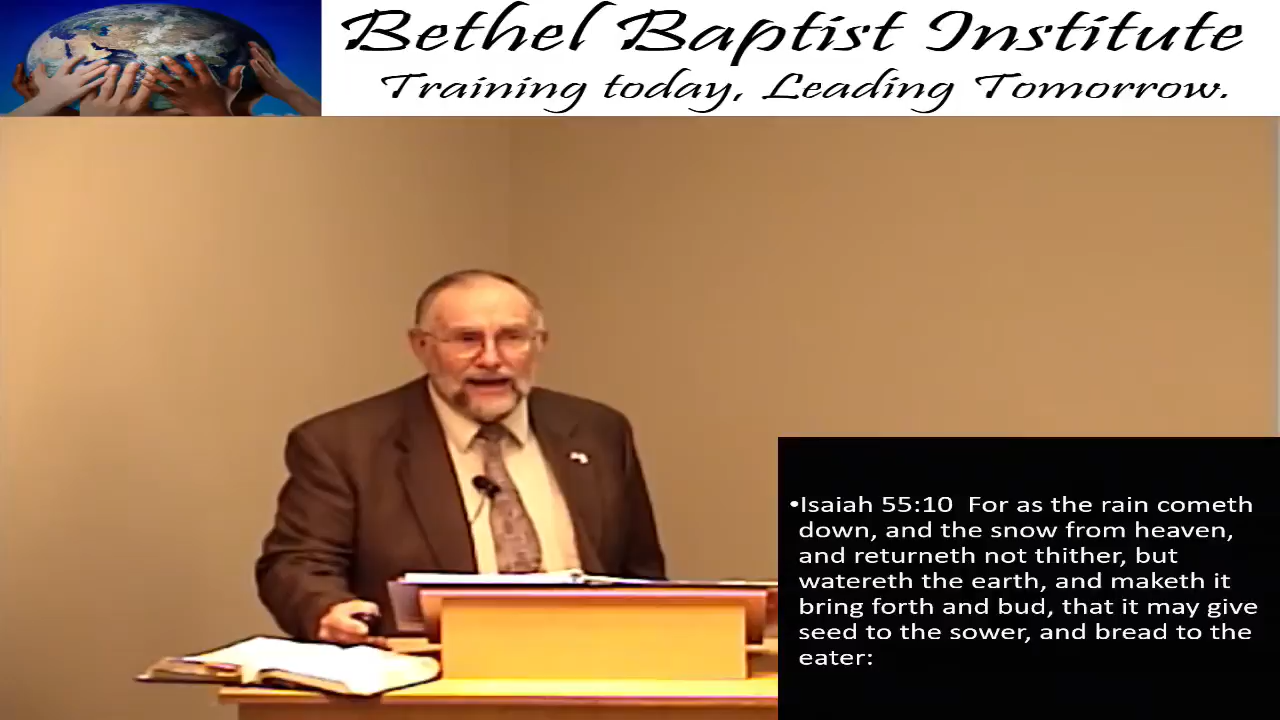 Bethel Baptist Institute
Training today, Leading Tomorrow.
•Isaiah 55:10  For as the rain cometh
down, and the snow from heaven,
and returneth not thither, but
watereth the earth, and maketh it
bring forth and bud, that it may give
seed to the sower, and bread to the
eater: